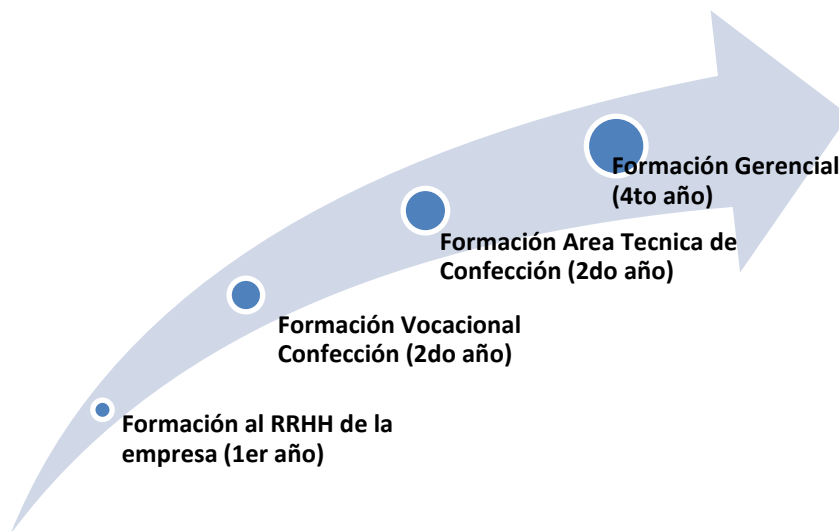 Formación Gerencial
(4to año)
Formación Area Tecnica de
Confección (2do año)
Formación Vocacional
Confección (2do año)
Formación al RRHH de la
empresa (1er año)